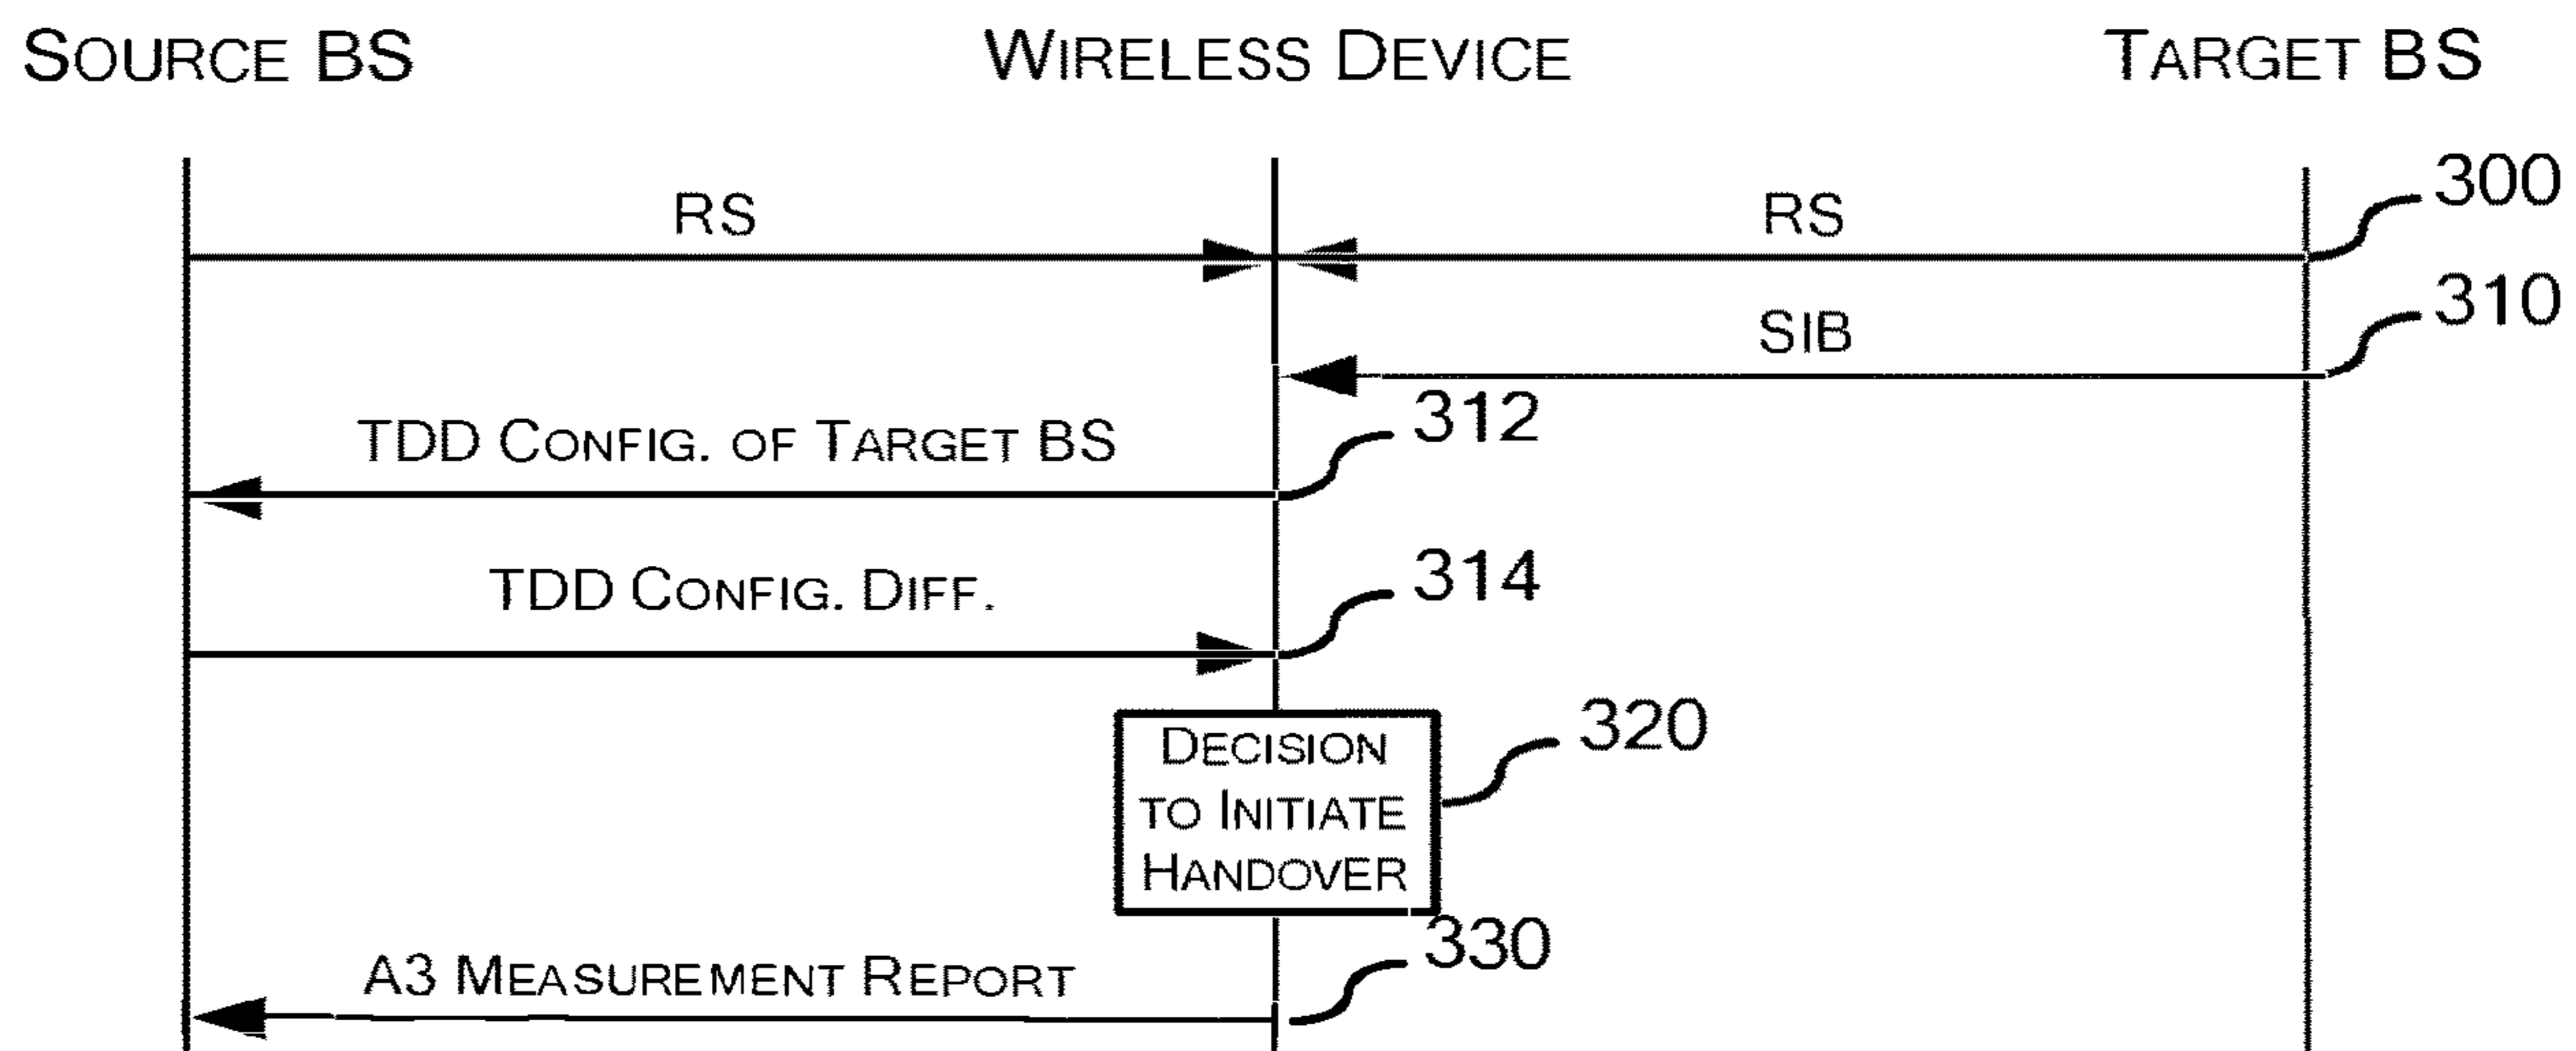 SOURCE BS
WIRELESS DEVICE
TARGET BS
RS
RS
300
SIB
310
TDD CONFIG. OF TARGET BS
312
TDD CONFIG. DIFF.
314
DECISION
TO INITIATE
HANDOVER
320
A3 MEASUREMENT REPORT
330